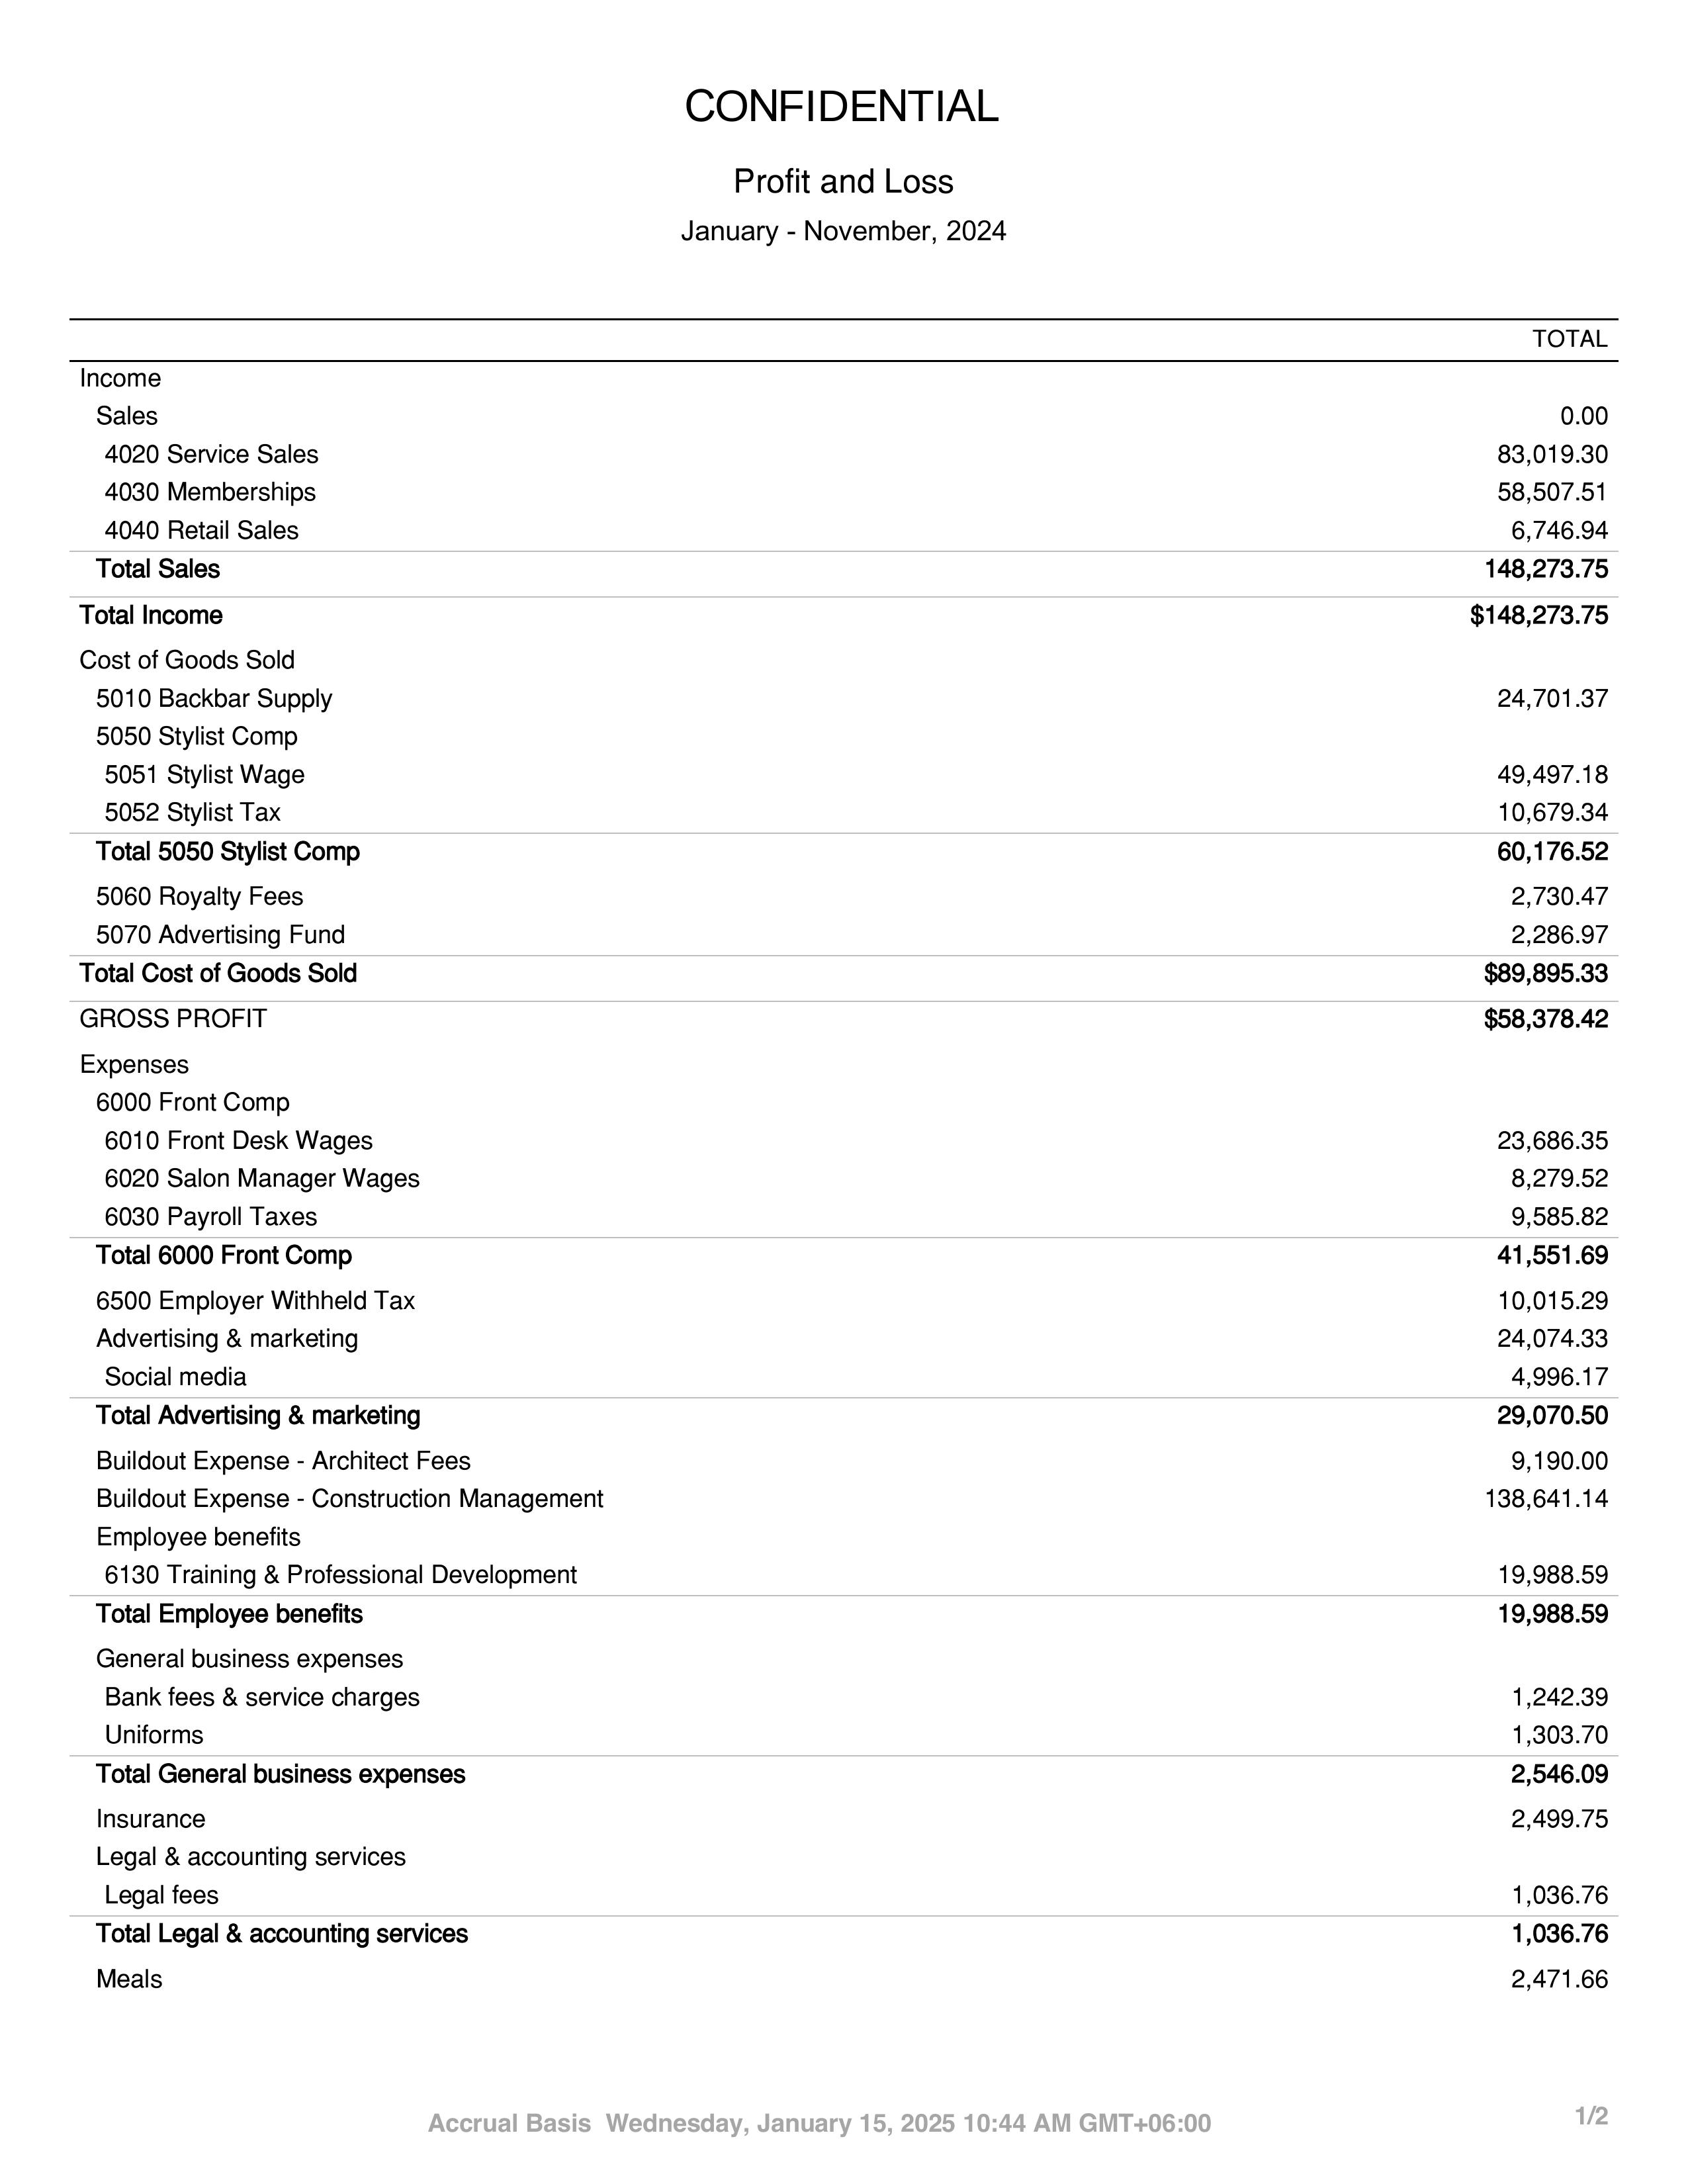 CONFIDENTIAL
Profit and Loss
January - November, 2024
TOTAL
Income
Sales 0.00
4020 Service Sales 83,019.30
4030 Memberships 58,507.51
4040 Retail Sales 6,746.94
Total Sales 148,273.75
Total Income $148,273.75
Cost of Goods Sold
5010 Backbar Supply 24,701.37
5050 Stylist Comp
5051 Stylist Wage 49,497.18
5052 Stylist Tax 10,679.34
Total 5050 Stylist Comp 60,176.52
5060 Royalty Fees 2,730.47
5070 Advertising Fund 2,286.97
Total Cost of Goods Sold $89,895.33
GROSS PROFIT $58,378.42
Expenses
6000 Front Comp
6010 Front Desk Wages 23,686.35
6020 Salon Manager Wages 8,279.52
6030 Payroll Taxes 9,585.82
Total 6000 Front Comp 41,551.69
6500 Employer Withheld Tax 10,015.29
Advertising & marketing 24,074.33
Social media 4,996.17
Total Advertising & marketing 29,070.50
Buildout Expense - Architect Fees 9,190.00
Buildout Expense - Construction Management 138,641.14
Employee benefits
6130 Training & Professional Development 19,988.59
Total Employee benefits 19,988.59
General business expenses
Bank fees & service charges 1,242.39
Uniforms 1,303.70
Total General business expenses 2,546.09
Insurance 2,499.75
Legal & accounting services
Legal fees 1,036.76
Total Legal & accounting services 1,036.76
Meals 2,471.66
Accrual Basis Wednesday, January 15, 2025 10:44 AM GMT+06:00 1/2